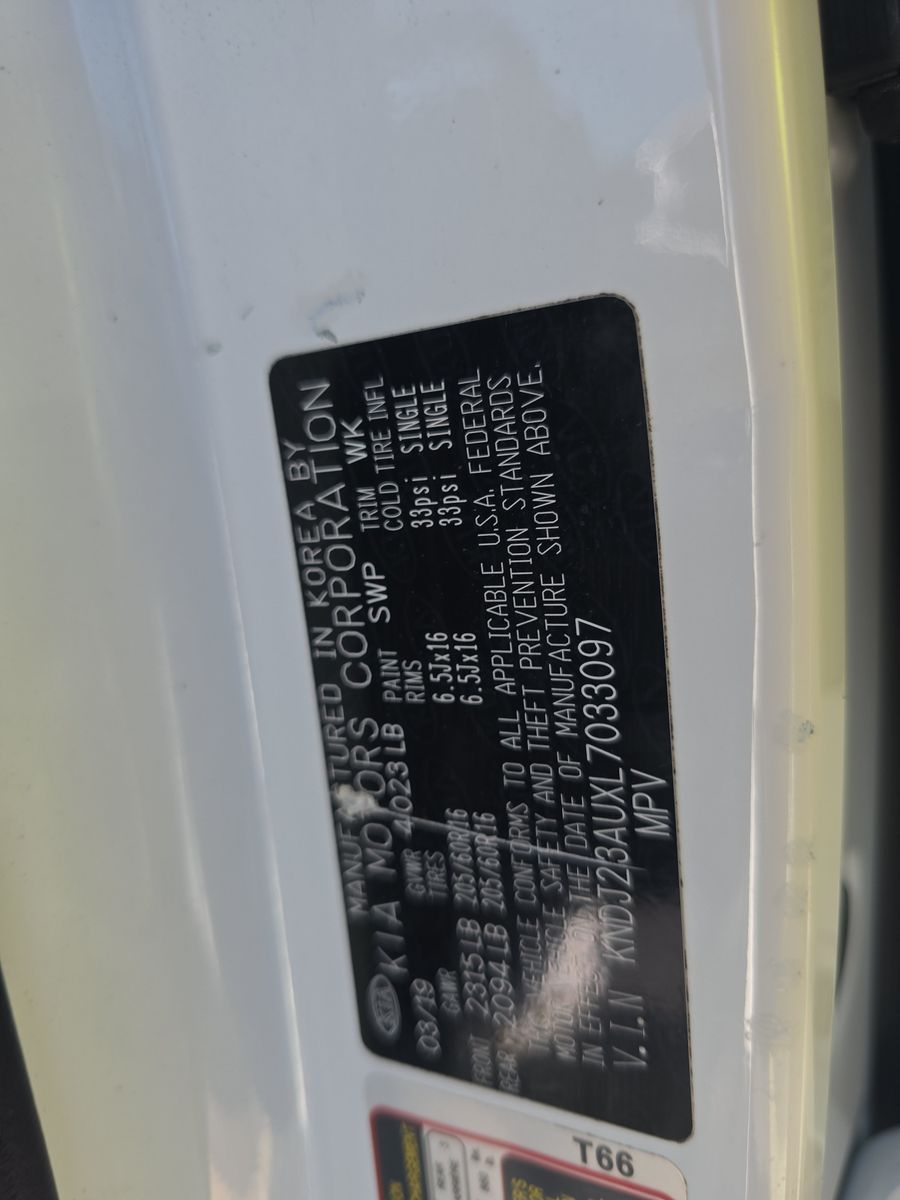 MANUFACTURED IN KOREA BY
KIA KIA MOTORS CORPORATION
03/19 GVWR 4023LB PAINT SWP TRIM WK
GAWR TIRES RIMS COLD TIRE INFL
FRONT 2315LB 205/60R16 6.5Jx16 33psi SINGLE
REAR 2094LB 205/60R16 6.5Jx16 33psi SINGLE
THIS VEHICLE CONFORMS TO ALL APPLICABLE U.S.A. FEDERAL
MOTOR VEHICLE SAFETY AND THEFT PREVENTION STANDARDS
IN EFFECT ON THE DATE OF MANUFACTURE SHOWN ABOVE.
V.I.N KNDJ23AUXL7033097
MPV
T66